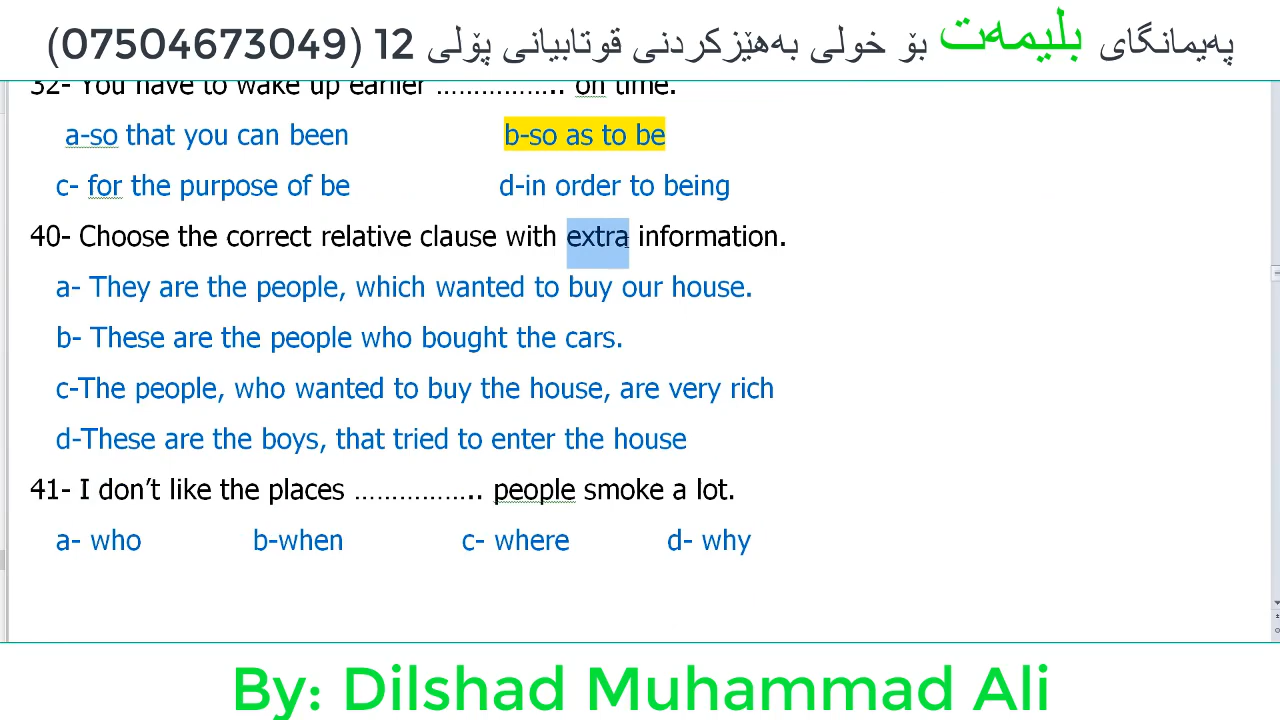 پەیمانگای بلیمەت بۆ خولی بەهێزکردنی قوتابیانی پۆلی 12 (07504673049)
32- You have to wake up earlier …………….. on time.
a-so that you can been b-so as to be
c- for the purpose of be d-in order to being
40- Choose the correct relative clause with extra information.
a- They are the people, which wanted to buy our house.
b- These are the people who bought the cars.
c-The people, who wanted to buy the house, are very rich
d-These are the boys, that tried to enter the house
41- I don’t like the places …………….. people smoke a lot.
a- who b-when c- where d- why
By: Dilshad Muhammad Ali